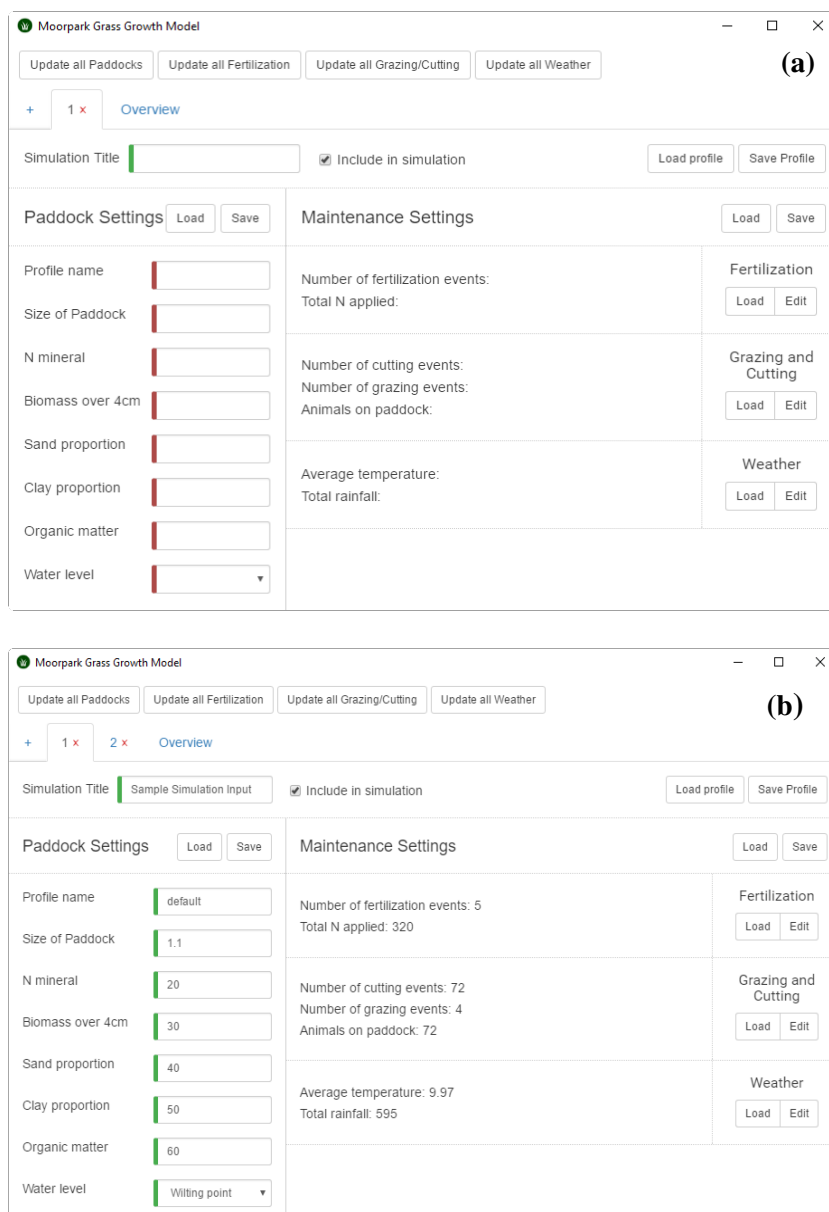 Moorpark Grass Growth Model
Update all Paddocks Update all Fertilization Update all Grazing/Cutting Update all Weather (a)
+ 1 x Overview
Simulation Title Include in simulation Load profile Save Profile
Paddock Settings Load Save Maintenance Settings Load Save
Profile name
Size of Paddock
N mineral
Biomass over 4cm
Sand proportion
Clay proportion
Organic matter
Water level
Number of fertilization events:
Total N applied:
Fertilization
Load Edit
Number of cutting events:
Number of grazing events:
Animals on paddock:
Grazing and
Cutting
Load Edit
Average temperature:
Total rainfall:
Weather
Load Edit
Moorpark Grass Growth Model
Update all Paddocks Update all Fertilization Update all Grazing/Cutting Update all Weather (b)
+ 1 x 2 x Overview
Simulation Title Sample Simulation Input Include in simulation Load profile Save Profile
Paddock Settings Load Save Maintenance Settings Load Save
Profile name default
Size of Paddock 1.1
N mineral 20
Biomass over 4cm 30
Sand proportion 40
Clay proportion 50
Organic matter 60
Water level Wilting point
Number of fertilization events: 5
Total N applied: 320
Fertilization
Load Edit
Number of cutting events: 72
Number of grazing events: 4
Animals on paddock: 72
Grazing and
Cutting
Load Edit
Average temperature: 9.97
Total rainfall: 595
Weather
Load Edit